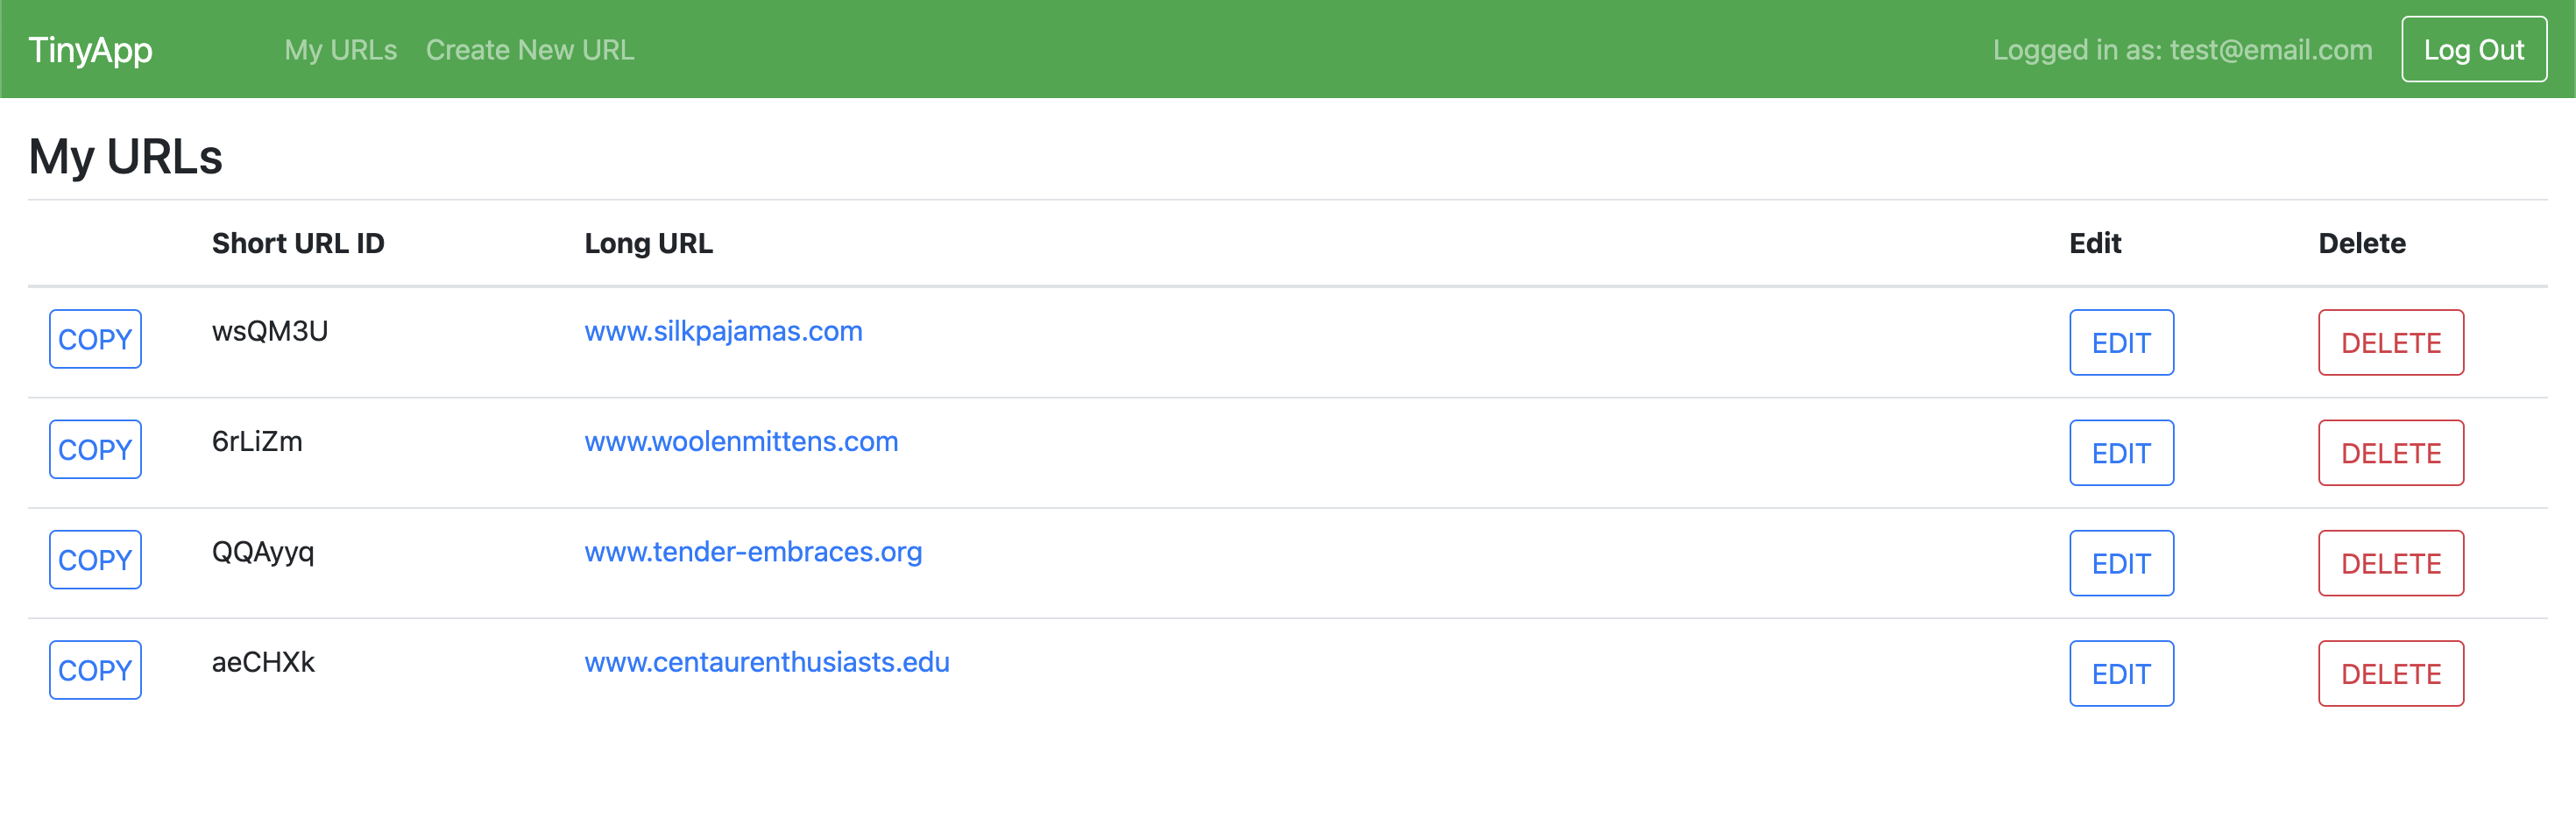 TinyApp My URLs Create New URL Logged in as: test@email.com Log Out
My URLs
Short URL ID Long URL Edit Delete
COPY wsQM3U www.silkpajamas.com EDIT DELETE
COPY 6rLiZm www.woolenmittens.com EDIT DELETE
COPY QQAyyq www.tender-embraces.org EDIT DELETE
COPY aeCHXk www.centaurenthusiasts.edu EDIT DELETE